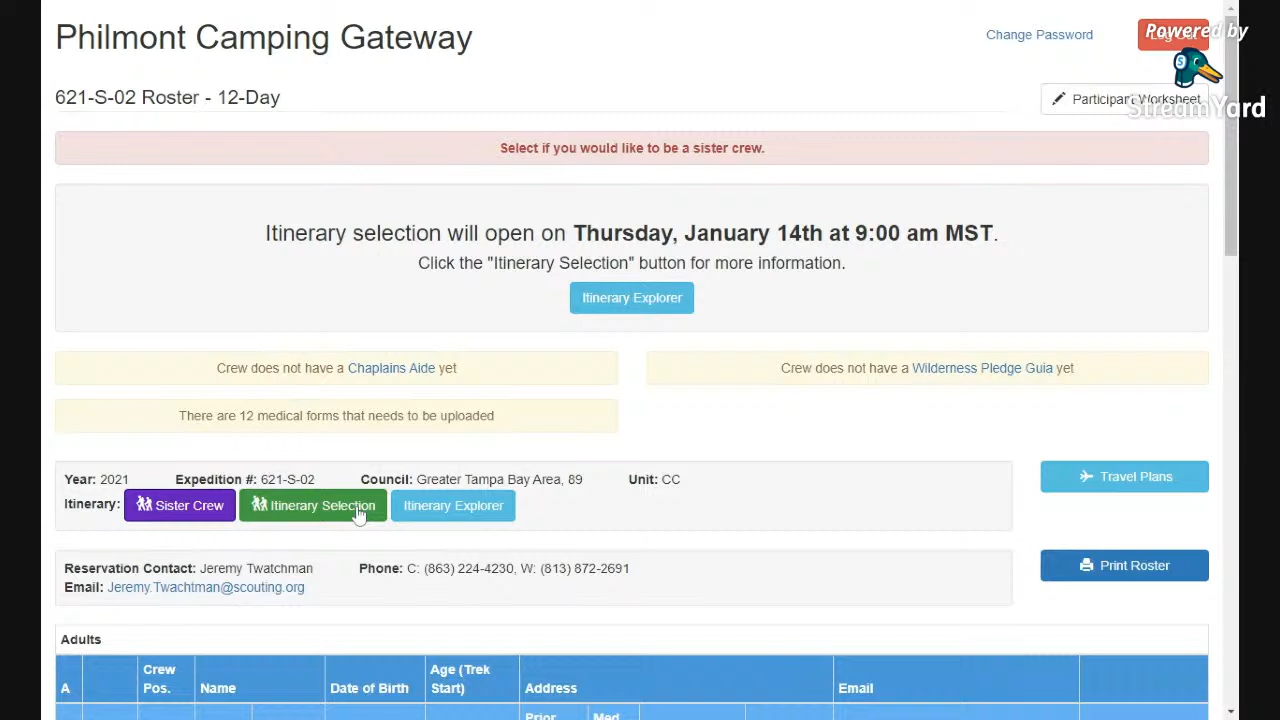 Philmont Camping Gateway
Change Password
Log Out
Powered by
StreamYard
621-S-02 Roster - 12-Day
Participant Worksheet
Select if you would like to be a sister crew.
Itinerary selection will open on Thursday, January 14th at 9:00 am MST.
Click the "Itinerary Selection" button for more information.
Itinerary Explorer
Crew does not have a Chaplains Aide yet
Crew does not have a Wilderness Pledge Guia yet
There are 12 medical forms that needs to be uploaded
Year: 2021 Expedition #: 621-S-02 Council: Greater Tampa Bay Area, 89 Unit: CC
Itinerary: Sister Crew Itinerary Selection Itinerary Explorer
Travel Plans
Reservation Contact: Jeremy Twatchman Phone: C: (863) 224-4230, W: (813) 872-2691
Email: Jeremy.Twachtman@scouting.org
Print Roster
Adults
A Crew Pos. Name Date of Birth Age (Trek Start) Address Email
Prior Med